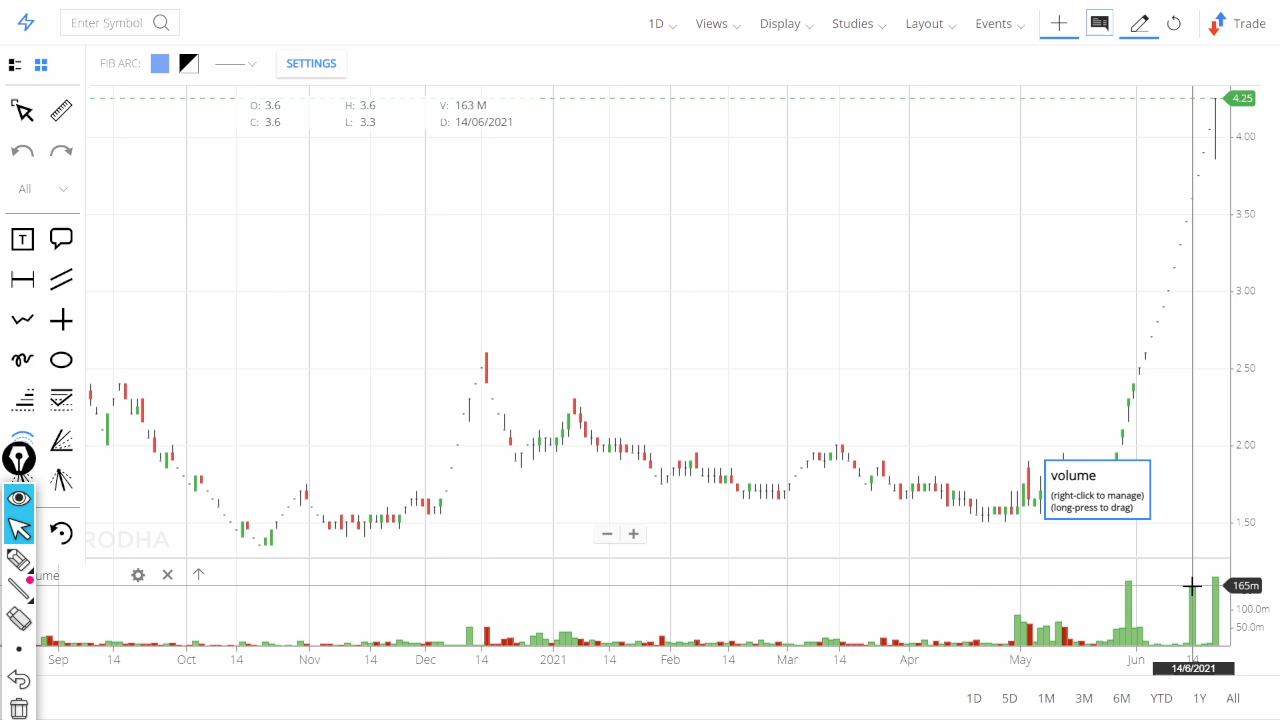 Enter Symbol
1D Views Display Studies Layout Events Trade
FIB ARC: SETTINGS
O: 3.6 H: 3.6 V: 163 M
C: 3.6 L: 3.3 D: 14/06/2021
All
4.25
4.00
3.50
3.00
2.50
2.00
1.50
volume
(right-click to manage)
(long-press to drag)
RODHA
ume
165m
100.0m
50.0m
Sep 14 Oct 14 Nov 14 Dec 14 2021 14 Feb 14 Mar 14 Apr May Jun 14
14/6/2021
1D 5D 1M 3M 6M YTD 1Y All